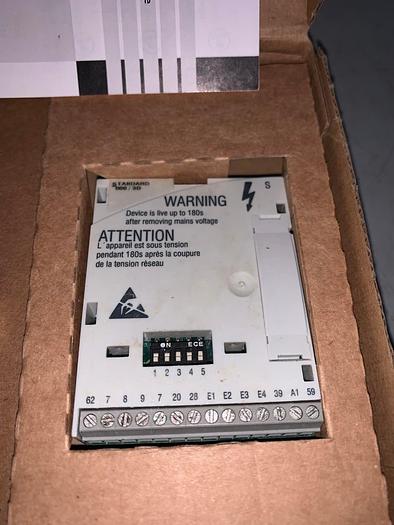 STANDARD
S
WARNING
Device is live up to 180s
after removing mains voltage
ATTENTION
L'appareil est sous tension
pendant 180s après la coupure
de la tension réseau
ON ECE
1 2 3 4 5
62 7 8 9 7 20 28 E1 E2 E3 E4 39 A1 59